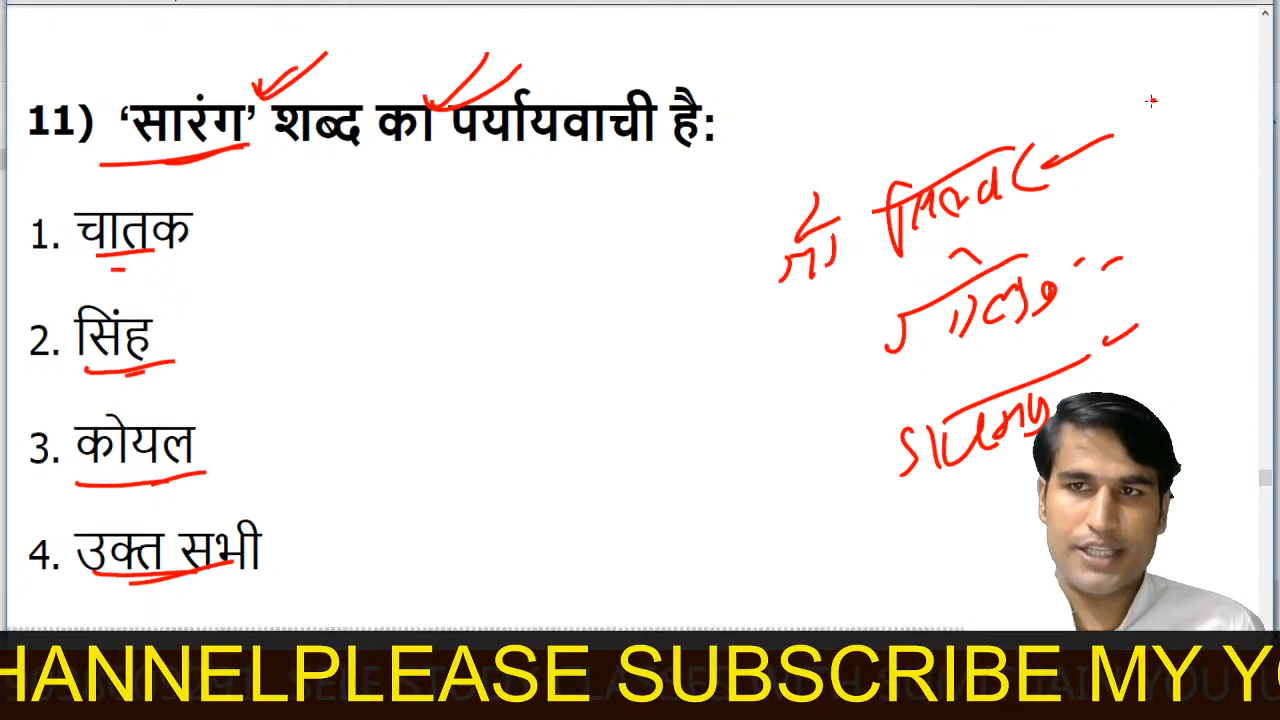 11) ‘सारंग’ शब्द का पर्यायवाची है:
1. चातक
2. सिंह
3. कोयल
4. उक्त सभी
HANNELPLEASE SUBSCRIBE MY Y